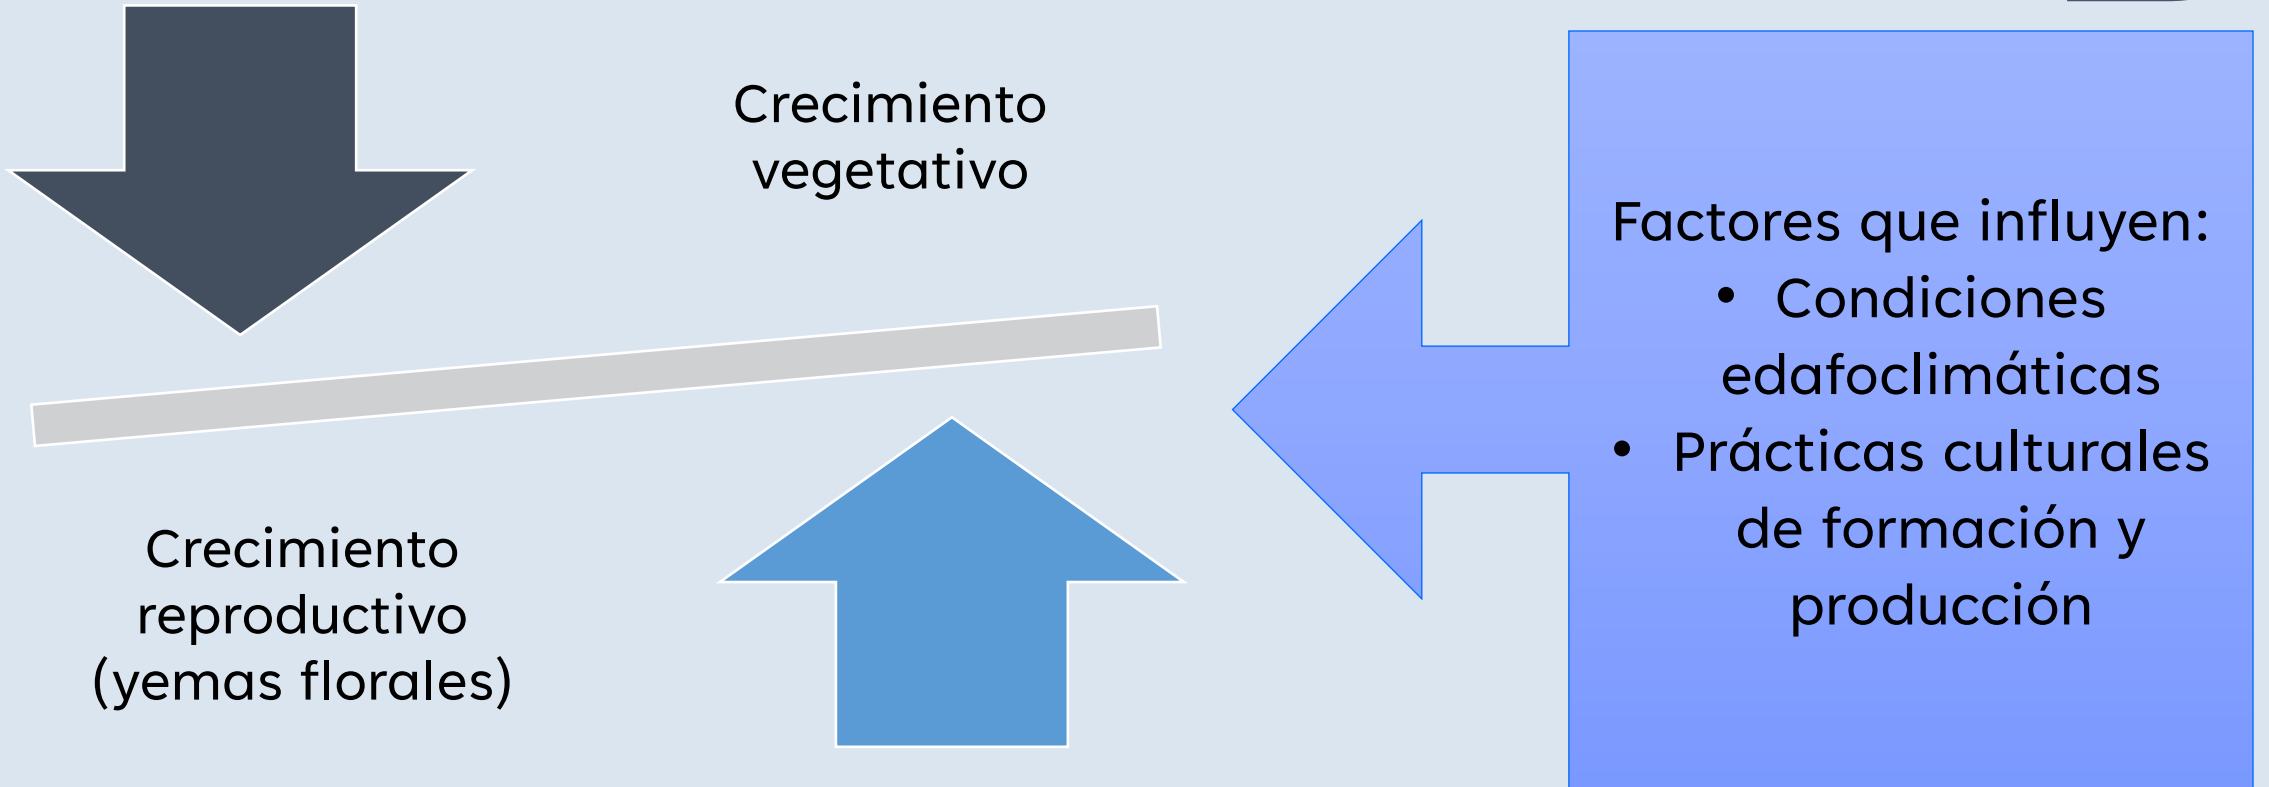 Crecimiento
vegetativo
Crecimiento
reproductivo
(yemas florales)
Factores que influyen:
• Condiciones
edafoclimáticas
• Prácticas culturales
de formación y
producción